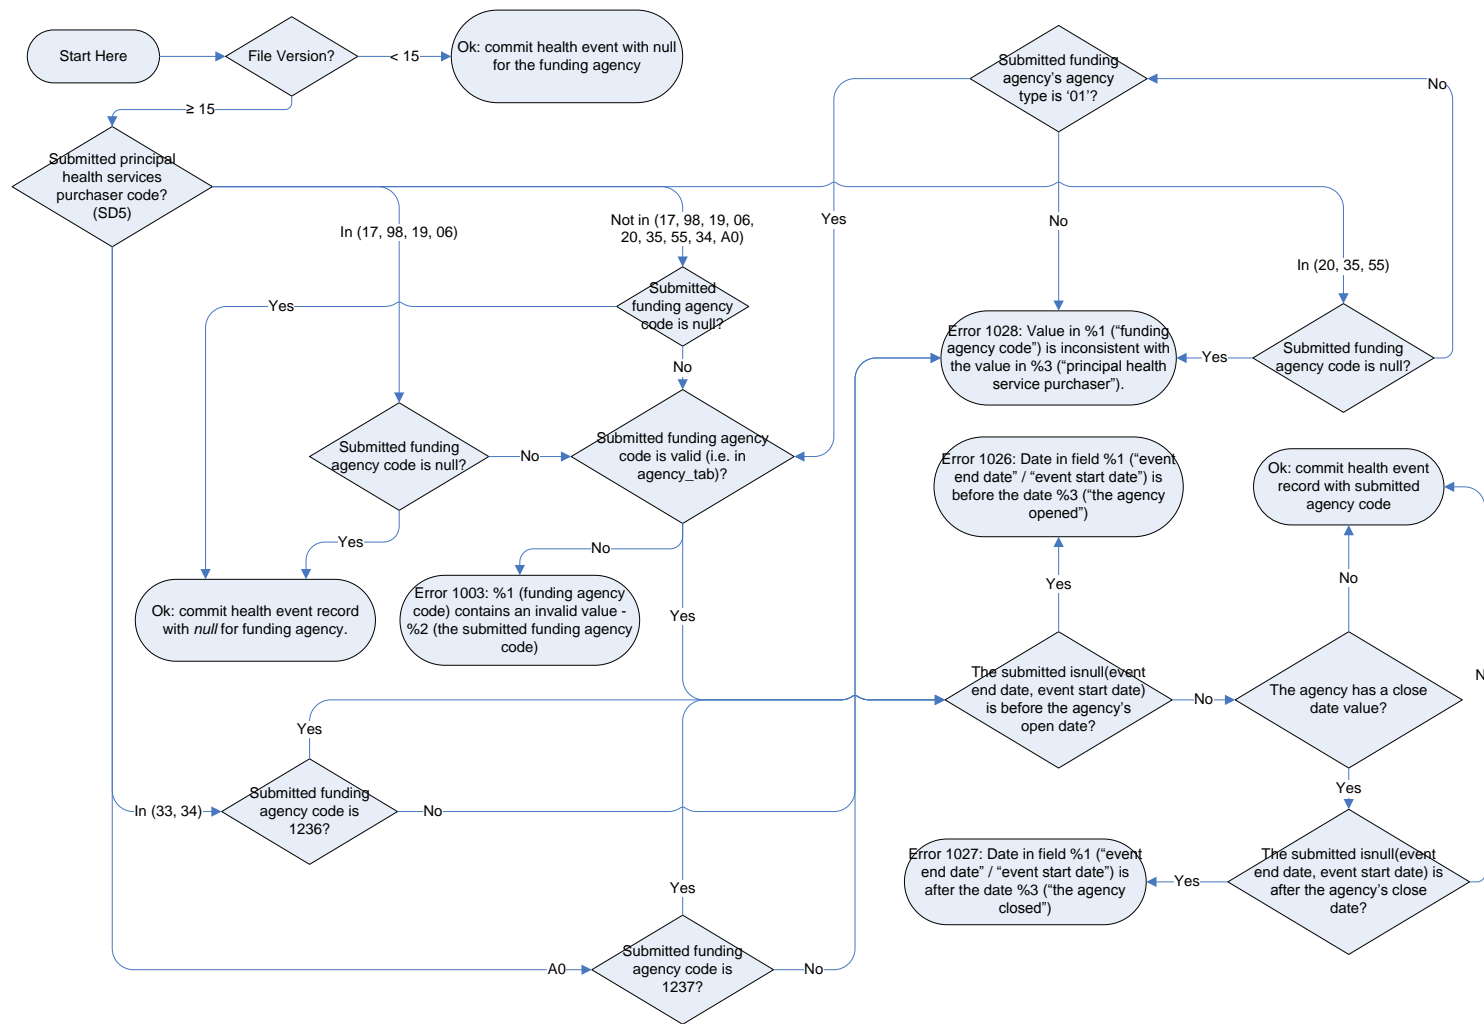 Start Here
File Version?
< 15
Ok: commit health event with null
for the funding agency
≥ 15
Submitted principal
health services
purchaser code?
(SD5)
In (17, 98, 19, 06)
Not in (17, 98, 19, 06,
20, 35, 55, 34, A0)
Submitted
funding agency
code is null?
Yes
No
Submitted funding
agency's agency
type is ‘01’?
No
Yes
No
In (20, 35, 55)
Submitted funding
agency code is null?
Yes
Error 1028: Value in %1 (“funding
agency code”) is inconsistent with
the value in %3 (“principal health
service purchaser”).
Submitted funding
agency code is null?
No
Yes
Submitted funding agency
code is valid (i.e. in
agency_tab)?
No
Yes
Ok: commit health event record
with null for funding agency.
Error 1003: %1 (funding agency
code) contains an invalid value -
%2 (the submitted funding agency
code)
Error 1026: Date in field %1 (“event
end date” / “event start date”) is
before the date %3 (“the agency
opened”)
Ok: commit health event
record with submitted
agency code
Yes
No
The submitted isnull(event
end date, event start date)
is before the agency’s
open date?
No
The agency has a close
date value?
Yes
Yes
In (33, 34)
Submitted funding
agency code is
1236?
No
Error 1027: Date in field %1 (“event
end date” / “event start date”) is
after the date %3 (“the agency
closed”)
Yes
The submitted isnull(event
end date, event start date) is
after the agency’s close
date?
Yes
A0
Submitted funding
agency code is
1237?
No